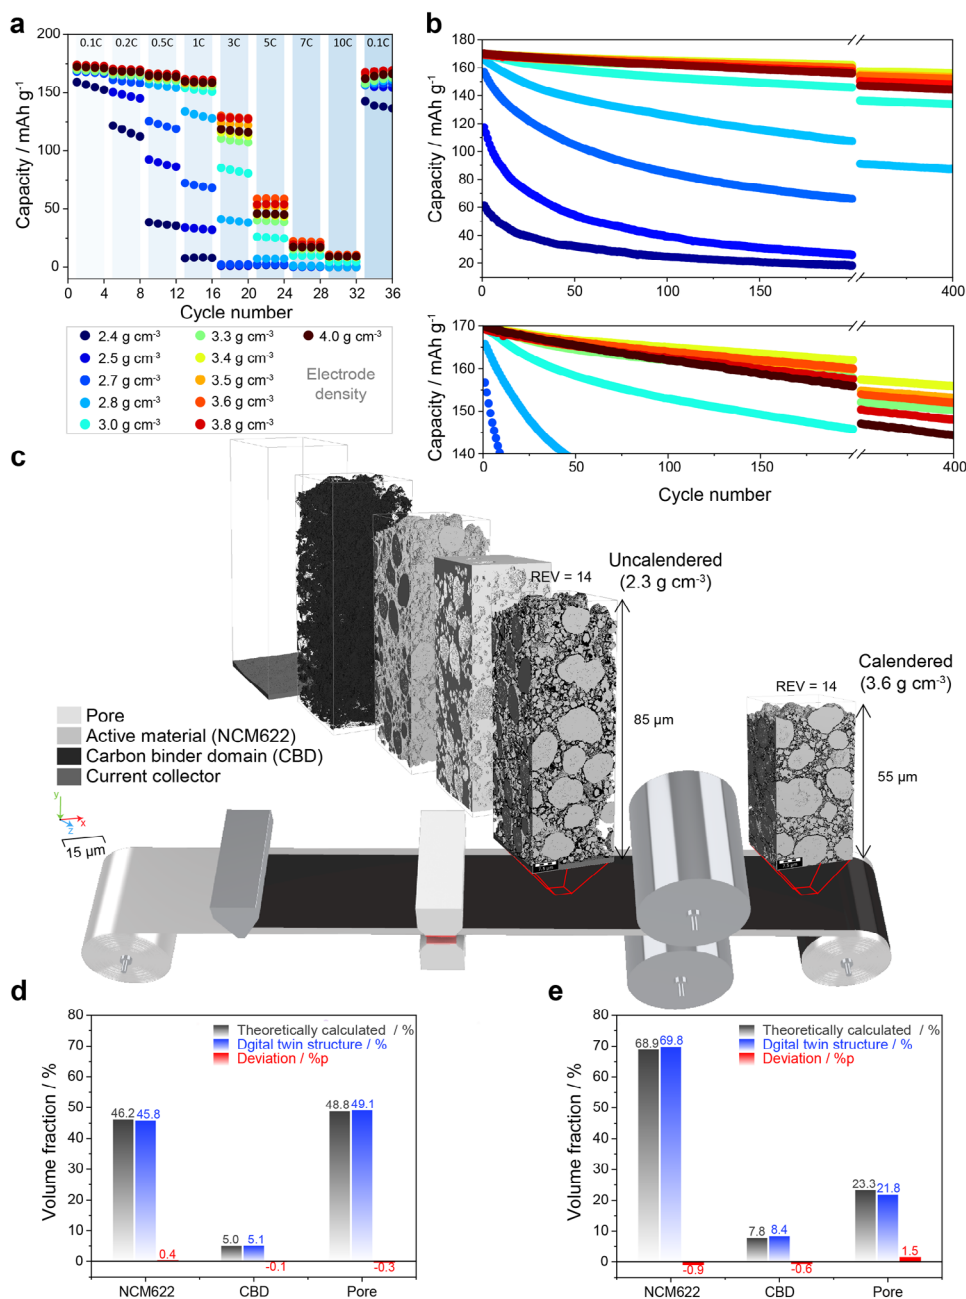 a
200
150
100
50
0
Capacity / mAh g-1
0.1C 0.2C 0.5C 1C 3C 5C 7C 10C 0.1C
0 4 8 12 16 20 24 28 32 36
Cycle number
2.4 g cm-3
2.5 g cm-3
2.7 g cm-3
2.8 g cm-3
3.0 g cm-3
3.3 g cm-3
3.4 g cm-3
3.5 g cm-3
3.6 g cm-3
3.8 g cm-3
4.0 g cm-3
Electrode
density
b
180
160
140
120
100
80
60
40
20
Capacity / mAh g-1
0 50 100 150 400
170
160
150
140
Capacity / mAh g-1
0 50 100 150 400
Cycle number
c
Uncalendered
(2.3 g cm-3)
REV = 14
85 µm
Calendered
(3.6 g cm-3)
REV = 14
55 µm
Pore
Active material (NCM622)
Carbon binder domain (CBD)
Current collector
y
x
z
15 µm
d
80
70
60
50
40
30
20
10
0
Volume fraction / %
Theoretically calculated / %
Dgital twin structure / %
Deviation / %p
46.2 45.8 0.4
5.0 5.1 -0.1
48.8 49.1 -0.3
NCM622 CBD Pore
e
80
70
60
50
40
30
20
10
0
Volume fraction / %
Theoretically calculated / %
Dgital twin structure / %
Deviation / %p
68.9 69.8 -0.9
7.8 8.4 -0.6
23.3 21.8 1.5
NCM622 CBD Pore